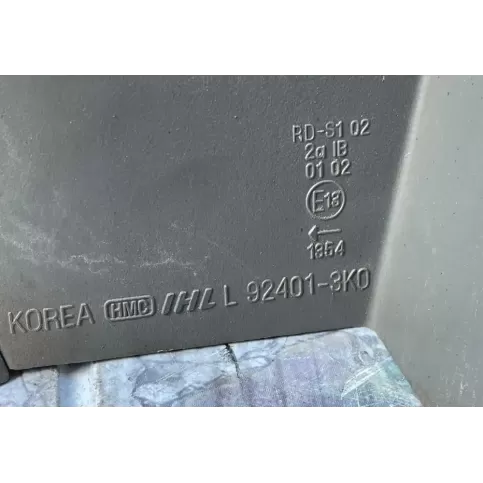 RD-S1 02
2a IB
01 02
E13
1354
KOREA HMC IHL L 92401-3K0